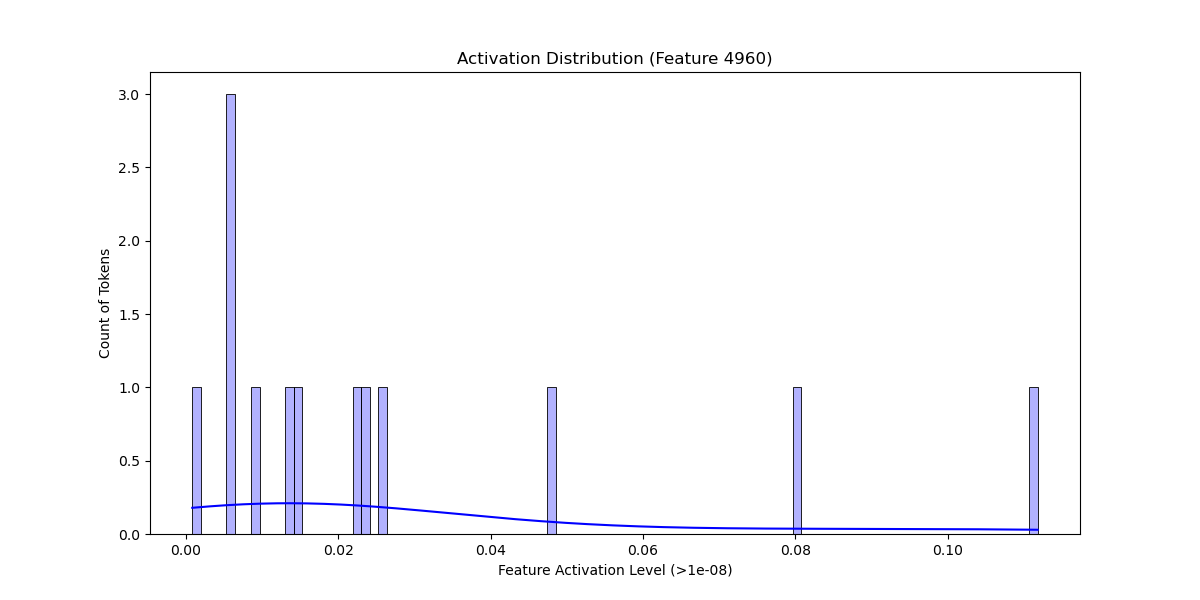 Activation Distribution (Feature 4960)
3.0
2.5
2.0
1.5
1.0
0.5
0.0
Count of Tokens
0.00 0.02 0.04 0.06 0.08 0.10
Feature Activation Level (>1e-08)